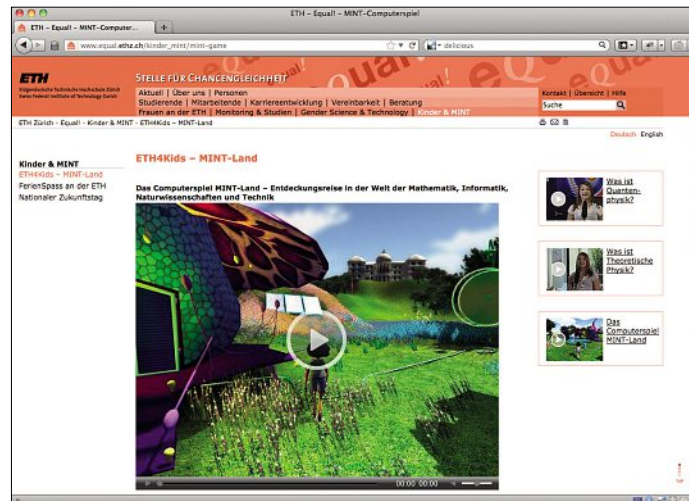 ETH – Equal! – MINT-Computerspiel
ETH – Equal! – MINT-Computer...
www.equal.ethz.ch/kinder_mint/mint-game
delicious
ETH
Eidgenössische Technische Hochschule Zürich
Swiss Federal Institute of Technology Zurich
STELLE FÜR CHANCENGLEICHHEIT
Aktuell | Über uns | Personen
Studierende | Mitarbeitende | Karriereentwicklung | Vereinbarkeit | Beratung
Frauen an der ETH | Monitoring & Studien | Gender Science & Technology | Kinder & MINT
Kontakt | Übersicht | Hilfe
Suche
ETH Zürich - Equal! - Kinder & MINT - ETH4Kids – MINT-Land
Deutsch English
Kinder & MINT
ETH4Kids – MINT-Land
FerienSpass an der ETH
Nationaler Zukunftstag
ETH4Kids – MINT-Land
Das Computerspiel MINT-Land – Entdeckungsreise in der Welt der Mathematik, Informatik,
Naturwissenschaften und Technik
00:00 00:00
Was ist
Quanten-
physik?
Was ist
Theoretische
Physik?
Das
Computerspiel
MINT-Land
TOP